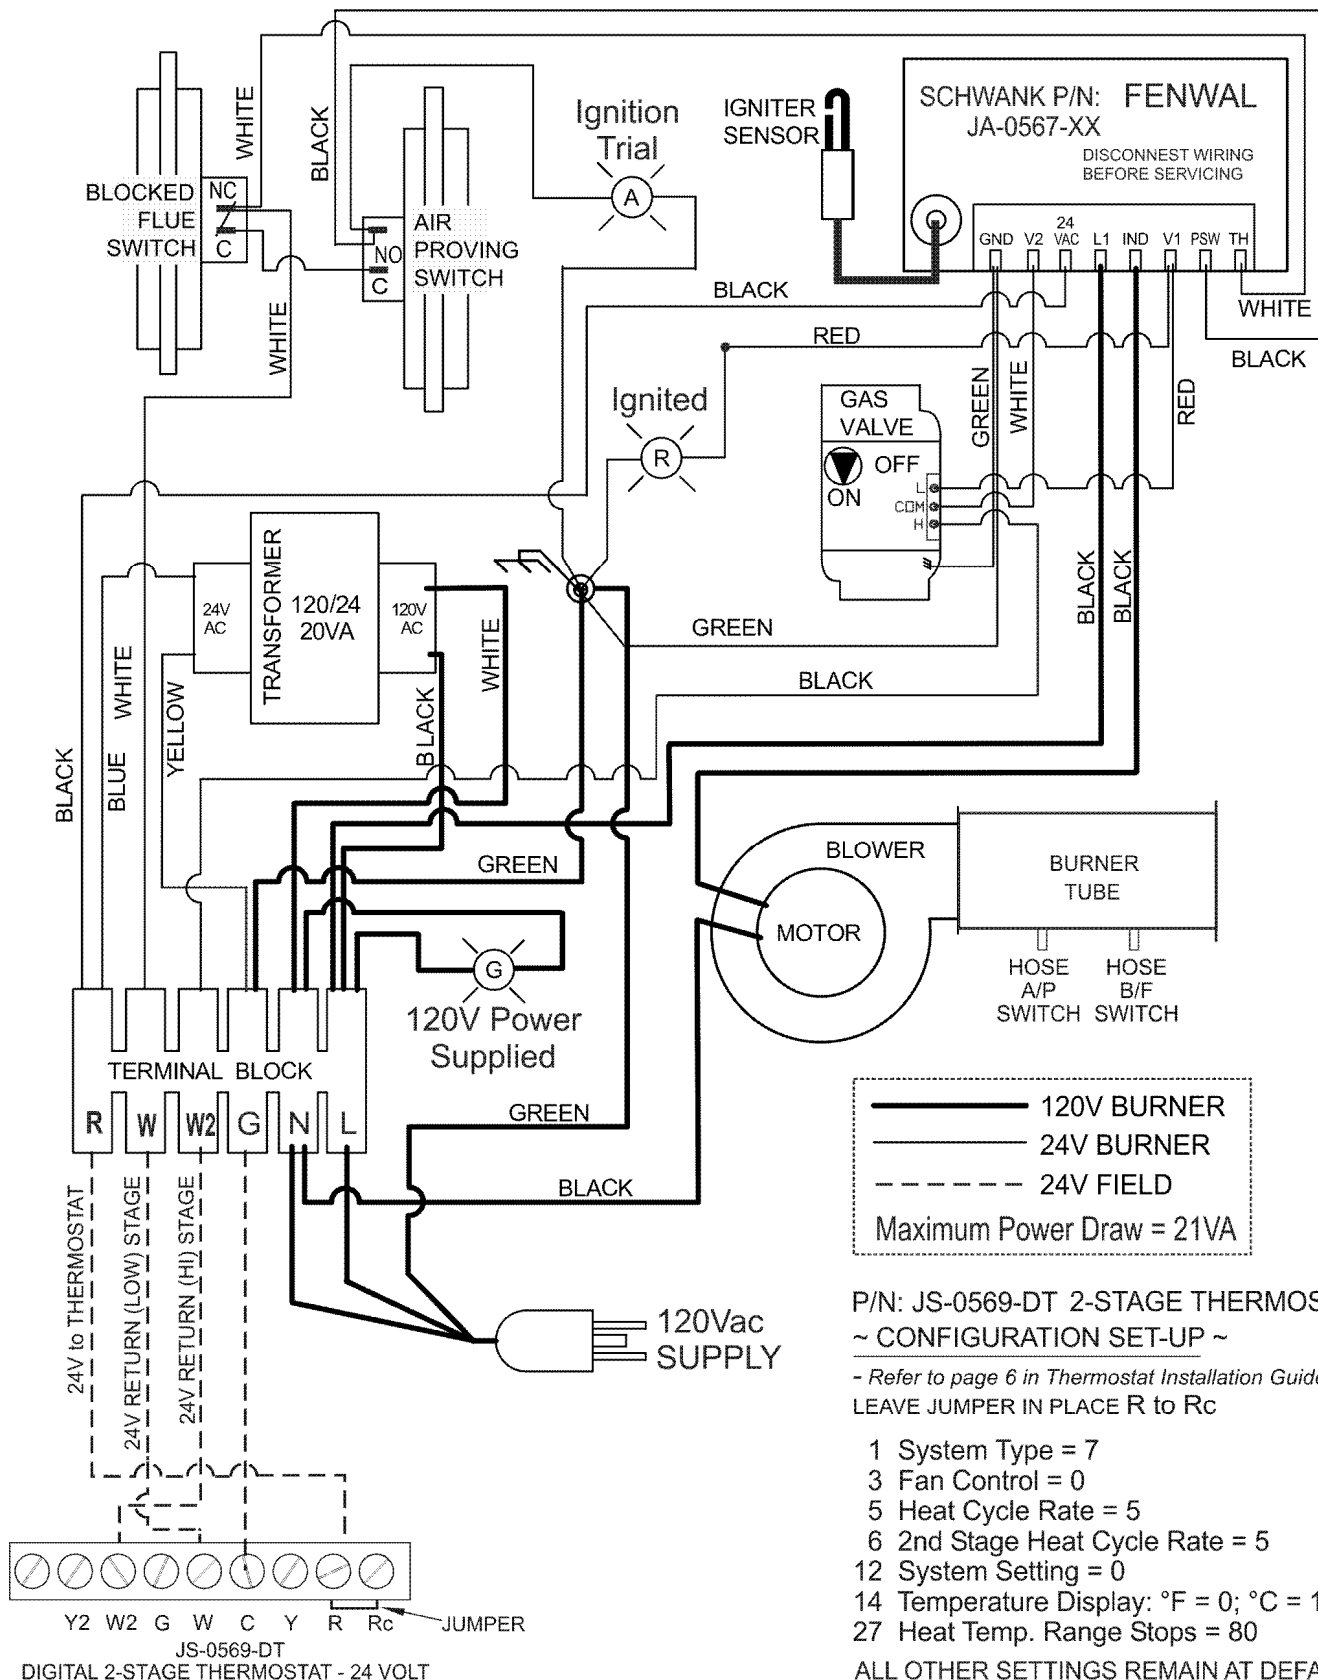 WHITE
BLACK
Ignition
Trial
A
IGNITER
SENSOR
SCHWANK P/N: FENWAL
JA-0567-XX
DISCONNEST WIRING
BEFORE SERVICING
BLOCKED
FLUE
SWITCH
NC
C
AIR
PROVING
SWITCH
NO
C
GND V2 24 VAC L1 IND V1 PSW TH
WHITE
BLACK
WHITE
BLACK
RED
Ignited
R
GREEN
WHITE
RED
GAS
VALVE
OFF
ON
L
COM
H
BLACK
BLACK
TRANSFORMER
24V
AC
120/24
20VA
120V
AC
WHITE
BLACK
GREEN
BLACK
BLACK
BLUE
WHITE
YELLOW
GREEN
G
120V Power
Supplied
BLOWER
MOTOR
BURNER
TUBE
HOSE
A/P
SWITCH
HOSE
B/F
SWITCH
TERMINAL BLOCK
R W W2 G N L
GREEN
BLACK
120V BURNER
24V BURNER
24V FIELD
Maximum Power Draw = 21VA
24V to THERMOSTAT
24V RETURN (LOW) STAGE
24V RETURN (HI) STAGE
120Vac
SUPPLY
P/N: JS-0569-DT 2-STAGE THERMOS
~ CONFIGURATION SET-UP ~
- Refer to page 6 in Thermostat Installation Guide
LEAVE JUMPER IN PLACE R to Rc
1 System Type = 7
3 Fan Control = 0
5 Heat Cycle Rate = 5
6 2nd Stage Heat Cycle Rate = 5
12 System Setting = 0
14 Temperature Display: °F = 0; °C = 1
27 Heat Temp. Range Stops = 80
ALL OTHER SETTINGS REMAIN AT DEFA
Y2 W2 G W C Y R Rc
JUMPER
JS-0569-DT
DIGITAL 2-STAGE THERMOSTAT - 24 VOLT